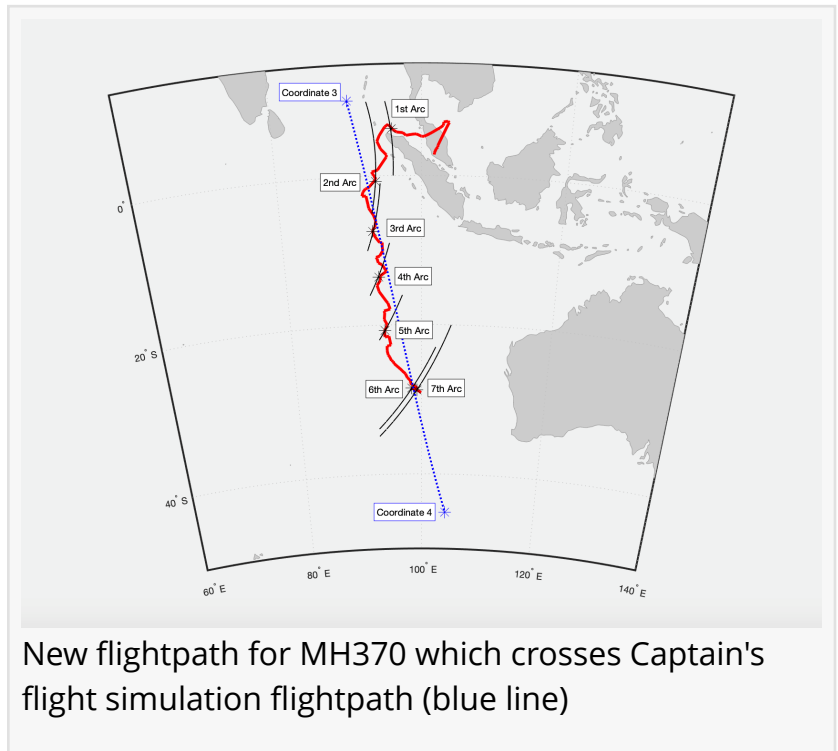 Coordinate 3
1st Arc
2nd Arc
0°
3rd Arc
4th Arc
20° S
5th Arc
6th Arc
7th Arc
40° S
Coordinate 4
60° E
80° E
100° E
120° E
140° E
New flightpath for MH370 which crosses Captain's
flight simulation flightpath (blue line)